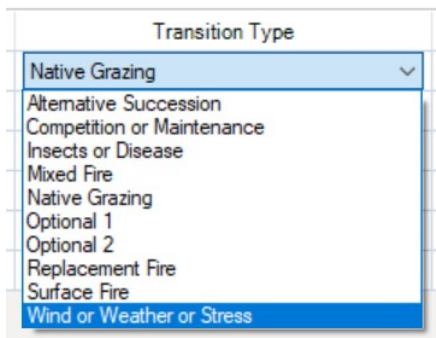 Transition Type
Native Grazing
Alternative Succession
Competition or Maintenance
Insects or Disease
Mixed Fire
Native Grazing
Optional 1
Optional 2
Replacement Fire
Surface Fire
Wind or Weather or Stress